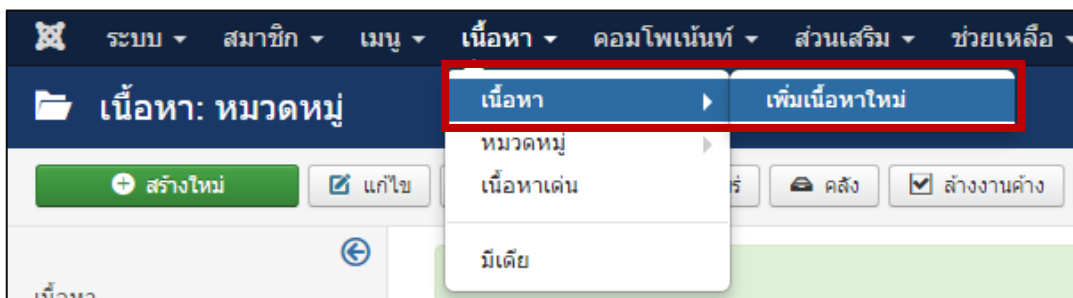 ระบบ สมาชิก เมนู เนื้อหา คอมโพเน้นท์ ส่วนเสริม ช่วยเหลือ
เนื้อหา: หมวดหมู่
เนื้อหา เพิ่มเนื้อหาใหม่
หมวดหมู่
สร้างใหม่ แก้ไข เนื้อหาเด่น คลัง ล้างงานค้าง
มีเดีย
เนื้อหา